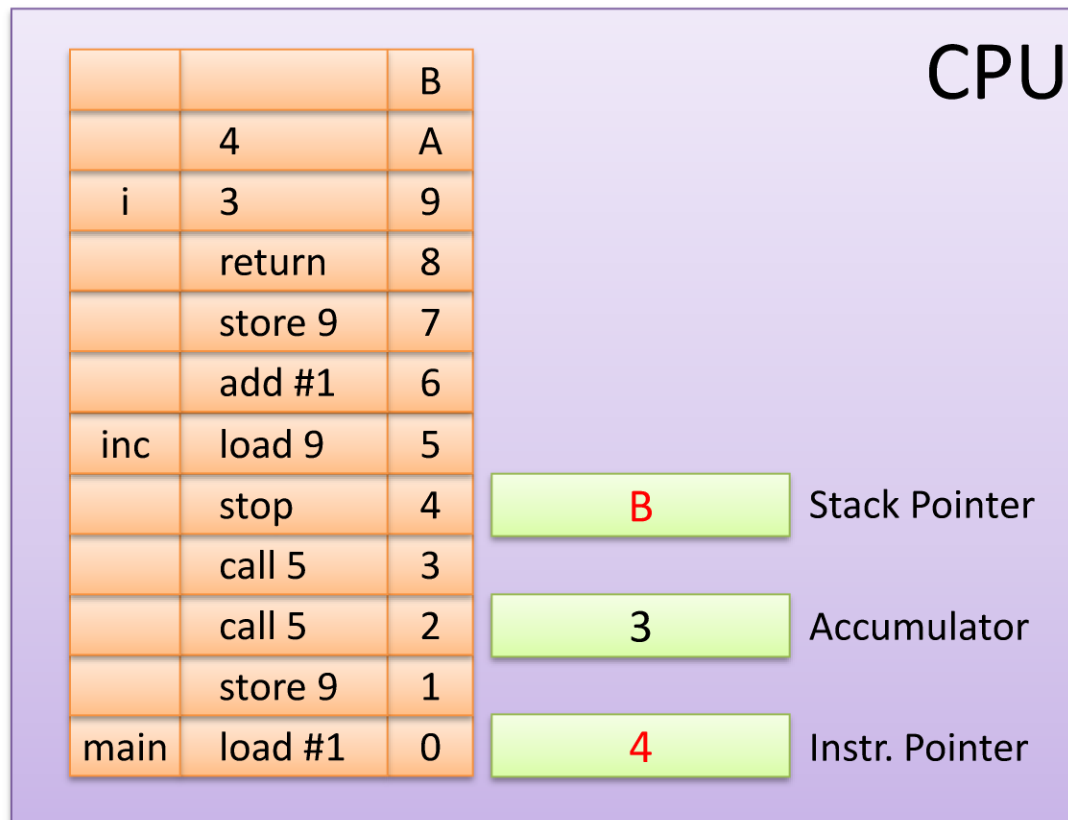 CPU
B
4 A
i 3 9
return 8
store 9 7
add #1 6
inc load 9 5
stop 4 B Stack Pointer
call 5 3
call 5 2 3 Accumulator
store 9 1
main load #1 0 4 Instr. Pointer